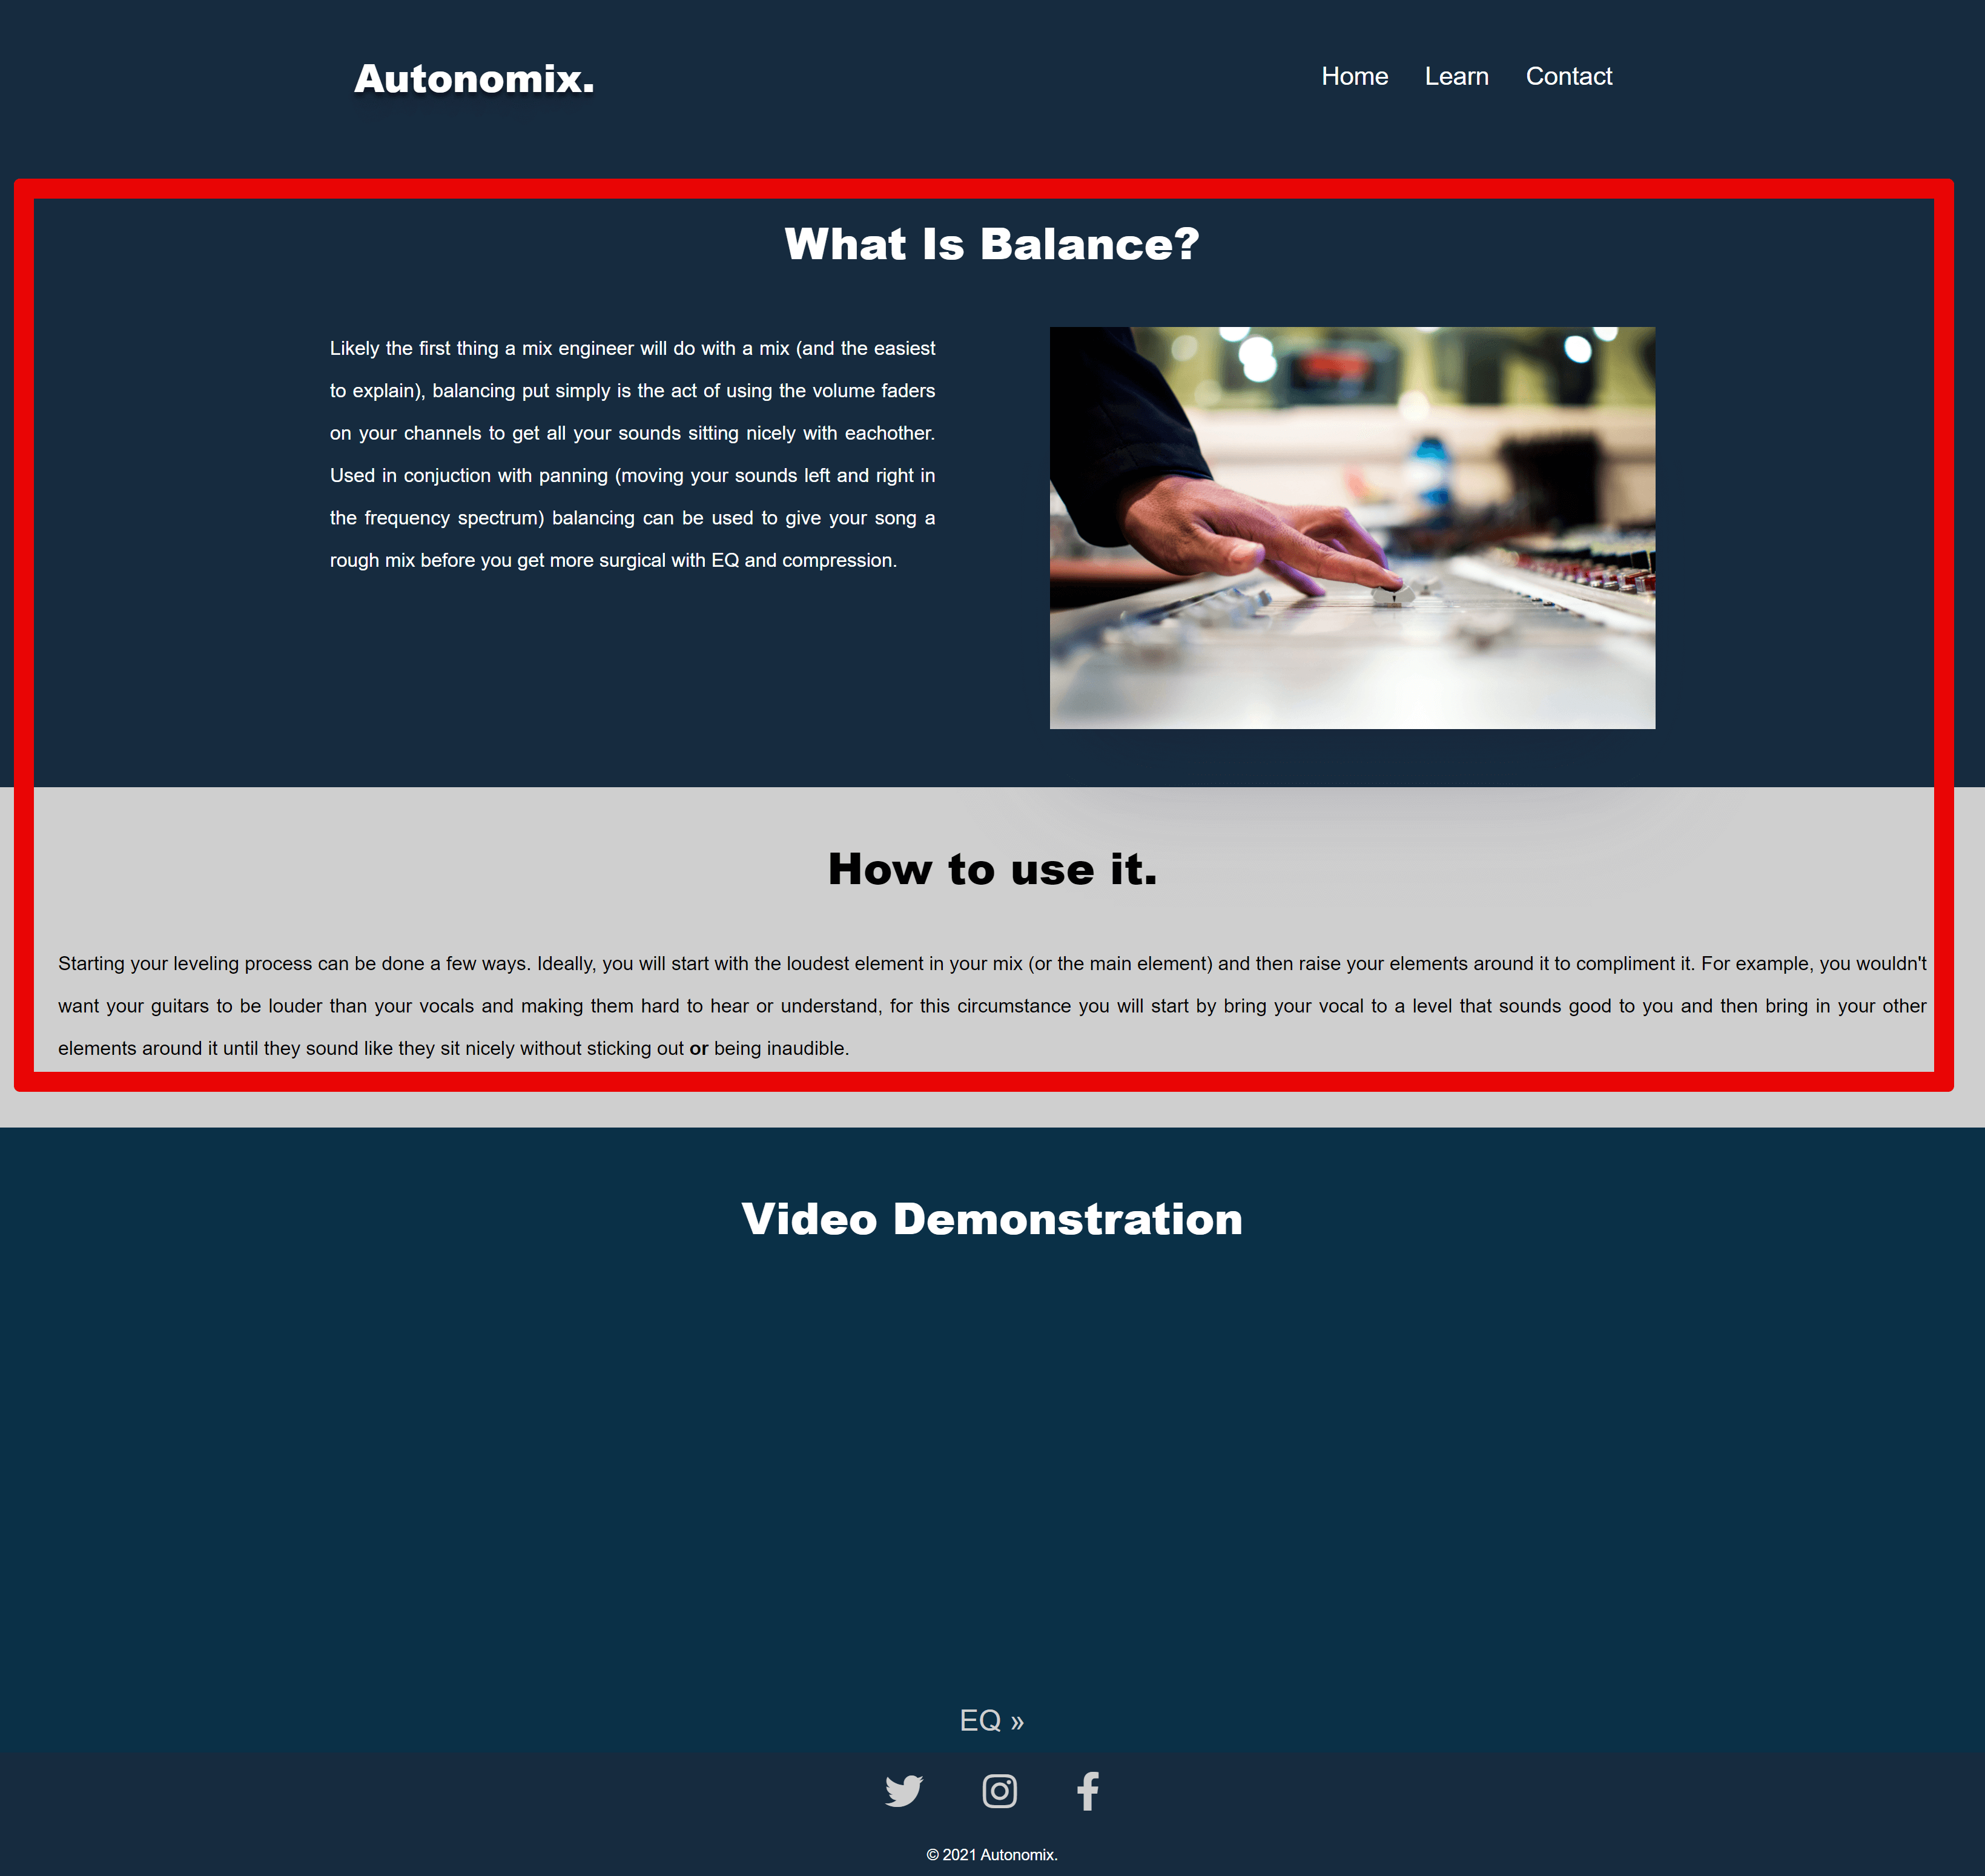 Autonomix.
Home Learn Contact
What Is Balance?
Likely the first thing a mix engineer will do with a mix (and the easiest
to explain), balancing put simply is the act of using the volume faders
on your channels to get all your sounds sitting nicely with eachother.
Used in conjuction with panning (moving your sounds left and right in
the frequency spectrum) balancing can be used to give your song a
rough mix before you get more surgical with EQ and compression.
How to use it.
Starting your leveling process can be done a few ways. Ideally, you will start with the loudest element in your mix (or the main element) and then raise your elements around it to compliment it. For example, you wouldn't
want your guitars to be louder than your vocals and making them hard to hear or understand, for this circumstance you will start by bring your vocal to a level that sounds good to you and then bring in your other
elements around it until they sound like they sit nicely without sticking out or being inaudible.
Video Demonstration
EQ »
© 2021 Autonomix.